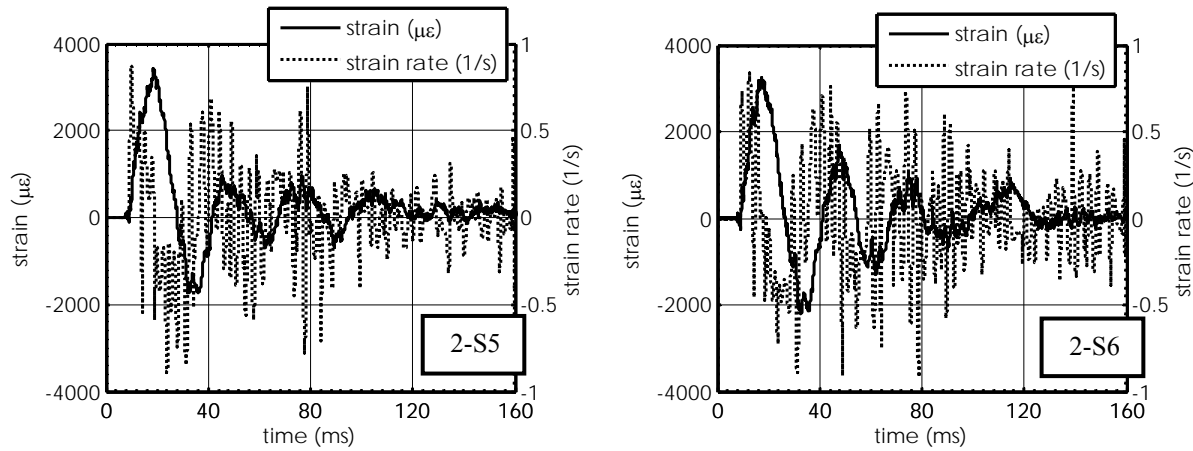 strain (με)
strain rate (1/s)
4000
2000
0
-2000
-4000
strain (με)
1
0.5
0
-0.5
-1
strain rate (1/s)
2-S5
0 40 80 120 160
time (ms)
strain (με)
strain rate (1/s)
4000
2000
0
-2000
-4000
strain (με)
1
0.5
0
-0.5
-1
strain rate (1/s)
2-S6
0 40 80 120 160
time (ms)